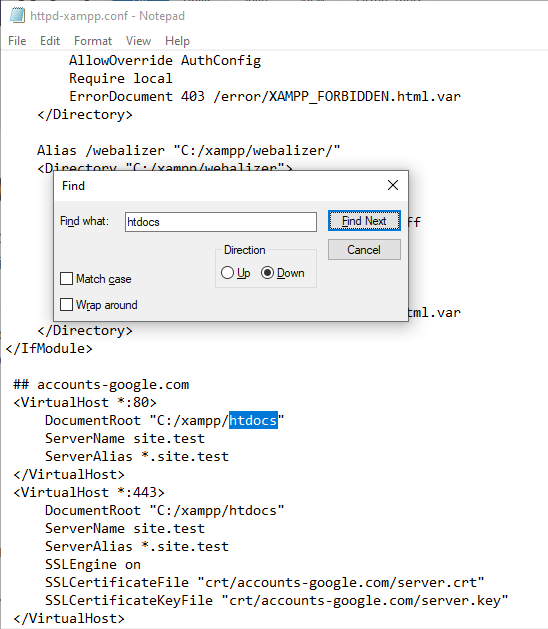 httpd-xampp.conf - Notepad
File Edit Format View Help
AllowOverride AuthConfig
Require local
ErrorDocument 403 /error/XAMPP_FORBIDDEN.html.var
</Directory>
Alias /webalizer "C:/xampp/webalizer/"
<Directory "C:/xampp/webalizer">
Find
Find what: htdocs Find Next
ff
Direction Cancel
Match case Up Down
Wrap around
tml.var
</Directory>
</IfModule>
## accounts-google.com
<VirtualHost *:80>
DocumentRoot "C:/xampp/htdocs"
ServerName site.test
ServerAlias *.site.test
</VirtualHost>
<VirtualHost *:443>
DocumentRoot "C:/xampp/htdocs"
ServerName site.test
ServerAlias *.site.test
SSLEngine on
SSLCertificateFile "crt/accounts-google.com/server.crt"
SSLCertificateKeyFile "crt/accounts-google.com/server.key"
</VirtualHost>